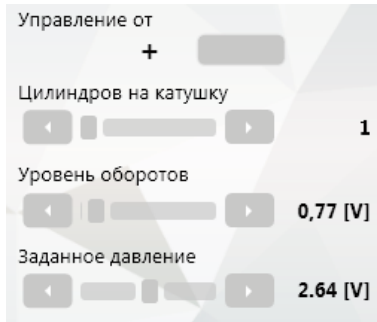 Управление от
+
Цилиндров на катушку
1
Уровень оборотов
0,77 [V]
Заданное давление
2.64 [V]